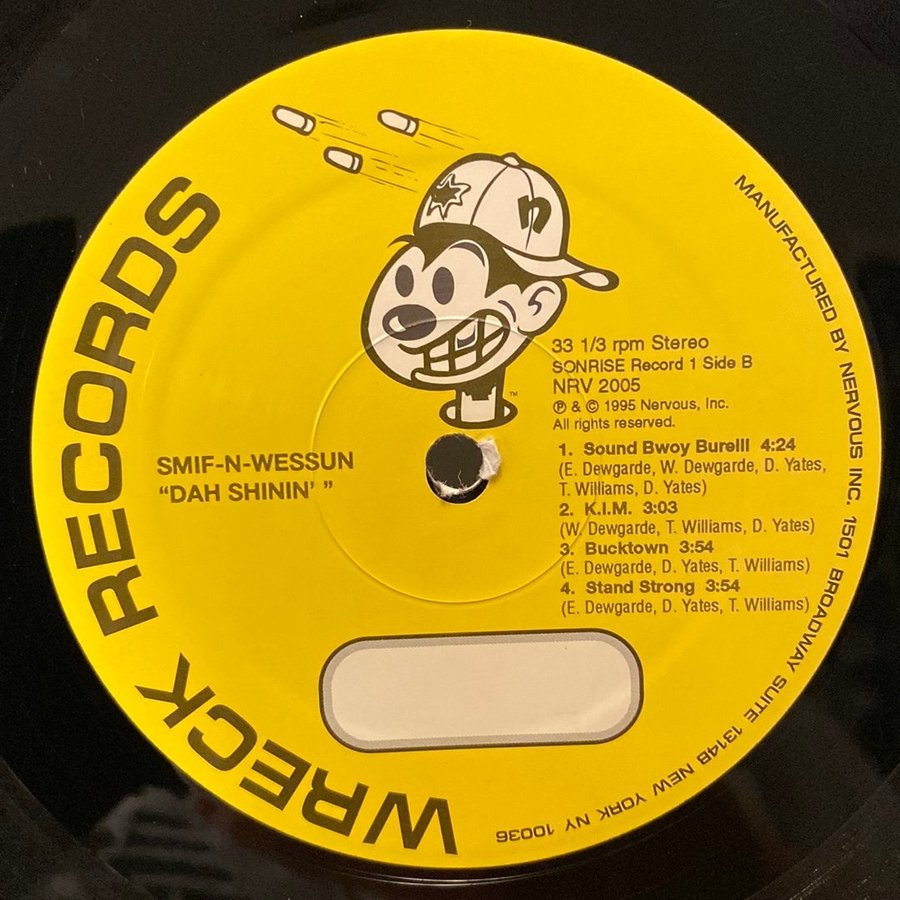 WRECK RECORDS
MANUFACTURED BY NERVOUS INC. 1501 BROADWAY SUITE 1314B NEW YORK NY 10036
n
TM
33 1/3 rpm Stereo
SONRISE Record 1 Side B
NRV 2005
℗ & © 1995 Nervous, Inc.
All rights reserved.
SMIF-N-WESSUN
“DAH SHININ’ ”
1. Sound Bwoy Burelll 4:24
(E. Dewgarde, W. Dewgarde, D. Yates,
T. Williams, D. Yates)
2. K.I.M. 3:03
(W. Dewgarde, T. Williams, D. Yates)
3. Bucktown 3:54
(E. Dewgarde, D. Yates, T. Williams)
4. Stand Strong 3:54
(E. Dewgarde, D. Yates, T. Williams)